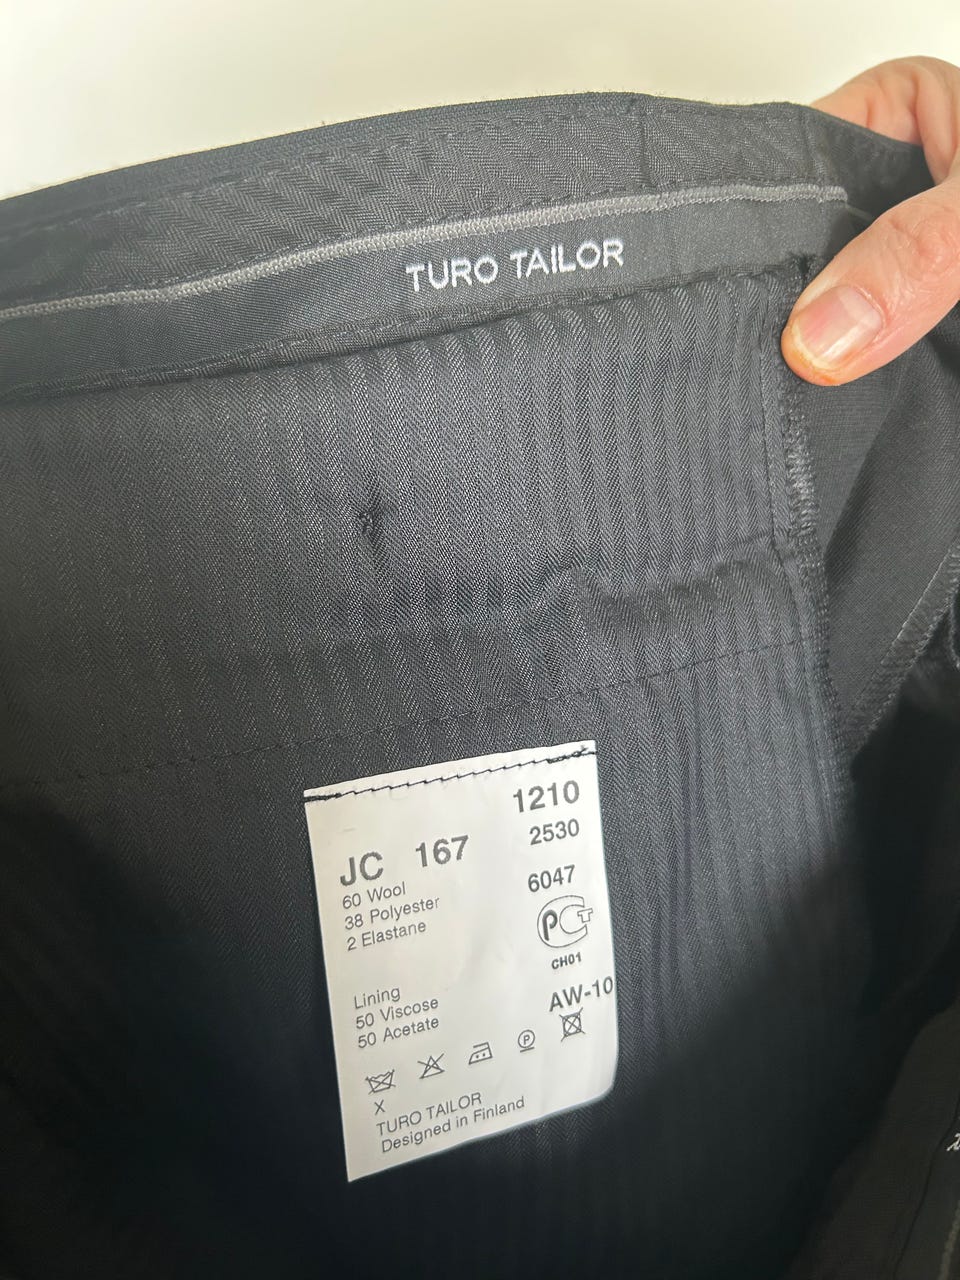 TURO TAILOR
1210
2530
JC 167
60 Wool
38 Polyester
2 Elastane
6047
PCT
CH01
Lining
50 Viscose
50 Acetate
AW-10
P
X
TURO TAILOR
Designed in Finland